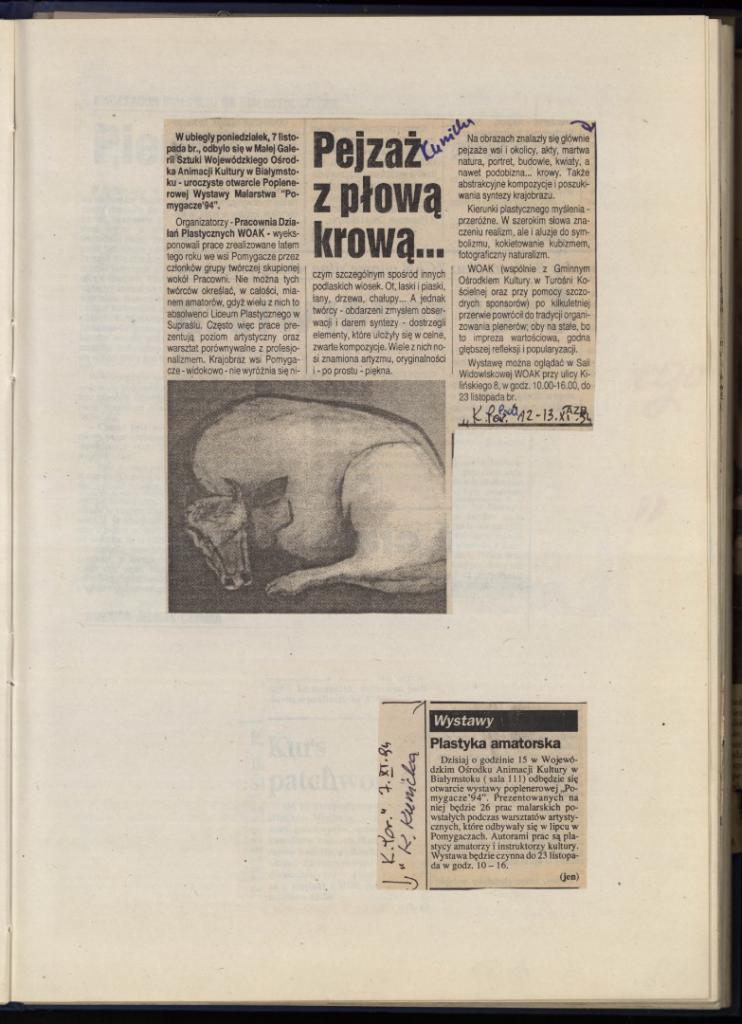 W ubiegły poniedziałek, 7 listo-
pada br., odbyło się w Małej Gale-
rii Sztuki Wojewódzkiego Ośrod-
ka Animacji Kultury w Białymsto-
ku - uroczyste otwarcie Poplene-
rowej Wystawy Malarstwa "Po-
mygacze'94".
Organizatorzy - Pracownia Dzia-
łań Plastycznych WOAK - wyeks-
ponowali prace zrealizowane latem
tego roku we wsi Pomygacze przez
członków grupy twórczej skupionej
wokół Pracowni. Nie można tych
twórców określać, w całości, mia-
nem amatorów, gdyż wielu z nich to
absolwenci Liceum Plastycznego w
Supraślu. Często więc prace pre-
zentują poziom artystyczny oraz
warsztat porównywalne z profesjo-
nalizmem. Krajobraz wsi Pomyga-
cze - widokowo - nie wyróżnia się ni-
Pejzaż
z płową
krową...
Kunicka
czym szczególnym spośród innych
podlaskich wiosek. Ot, laski i piaski,
łany, drzewa, chałupy... A jednak
twórcy - obdarzeni zmysłem obser-
wacji i darem syntezy - dostrzegli
elementy, które ułożyły się w celne,
zwarte kompozycje. Wiele z nich no-
si znamiona artyzmu, oryginalności
i - po prostu - piękna.
Na obrazach znalazły się głównie
pejzaże wsi i okolicy, akty, martwa
natura, portret, budowle, kwiaty, a
nawet podobizna... krowy. Także
abstrakcyjne kompozycje i poszuki-
wania syntezy krajobrazu.
Kierunki plastycznego myślenia -
przeróżne. W szerokim słowa zna-
czeniu realizm, ale i aluzje do sym-
bolizmu, kokietowanie kubizmem,
fotograficzny naturalizm.
WOAK (wspólnie z Gminnym
Ośrodkiem Kultury w Turośni Ko-
ścielnej oraz przy pomocy szczo-
drych sponsorów) po kilkuletniej
przerwie powrócił do tradycji organi-
zowania plenerów; oby na stałe, bo
to impreza wartościowa, godna
głębszej refleksji i popularyzacji.
Wystawę można oglądać w Sali
Widowiskowej WOAK przy ulicy Ki-
lińskiego 8, w godz. 10.00-16.00, do
23 listopada br.
AZB
"K. Por." 12-13.XI.94
"K. Por." 7.XI.94
K. Kunicka
Wystawy
Plastyka amatorska
Dzisiaj o godzinie 15 w Wojewó-
dzkim Ośrodku Animacji Kultury w
Białymstoku ( sala 111) odbędzie się
otwarcie wystawy poplenerowej „Po-
mygacze'94”. Prezentowanych na
niej będzie 26 prac malarskich po-
wstałych podczas warsztatów artysty-
cznych, które odbywały się w lipcu w
Pomygaczach. Autorami prac są pla-
stycy amatorzy i instruktorzy kultury.
Wystawa będzie czynna do 23 listopa-
da w godz. 10 – 16.
(jen)
Kurs